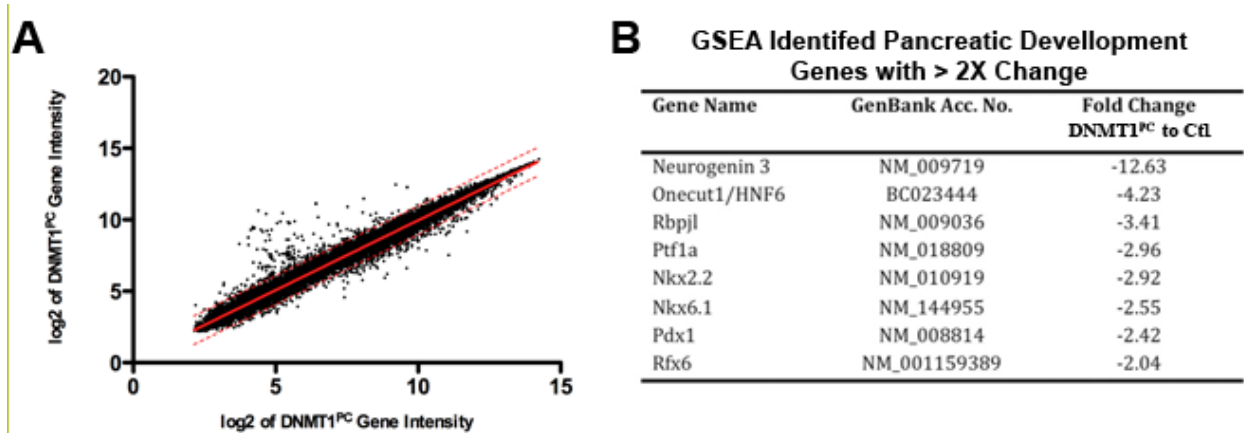 A
log2 of DNMT1PC Gene Intensity
20
15
10
5
0
0 5 10 15
log2 of DNMT1PC Gene Intensity
B
GSEA Identifed Pancreatic Devellopment
Genes with > 2X Change
Gene Name GenBank Acc. No. Fold Change
DNMT1PC to Ctl
Neurogenin 3 NM_009719 -12.63
Onecut1/HNF6 BC023444 -4.23
Rbpjl NM_009036 -3.41
Ptf1a NM_018809 -2.96
Nkx2.2 NM_010919 -2.92
Nkx6.1 NM_144955 -2.55
Pdx1 NM_008814 -2.42
Rfx6 NM_001159389 -2.04